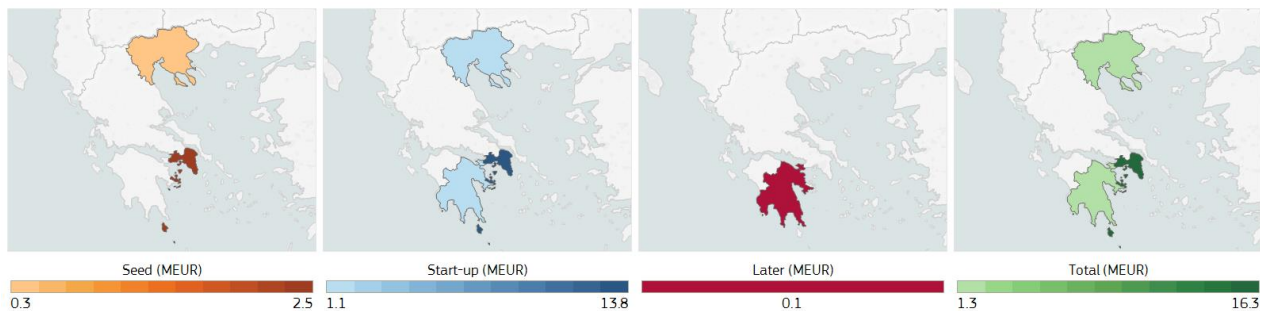 Seed (MEUR)
0.3 2.5
Start-up (MEUR)
1.1 13.8
Later (MEUR)
0.1
Total (MEUR)
1.3 16.3